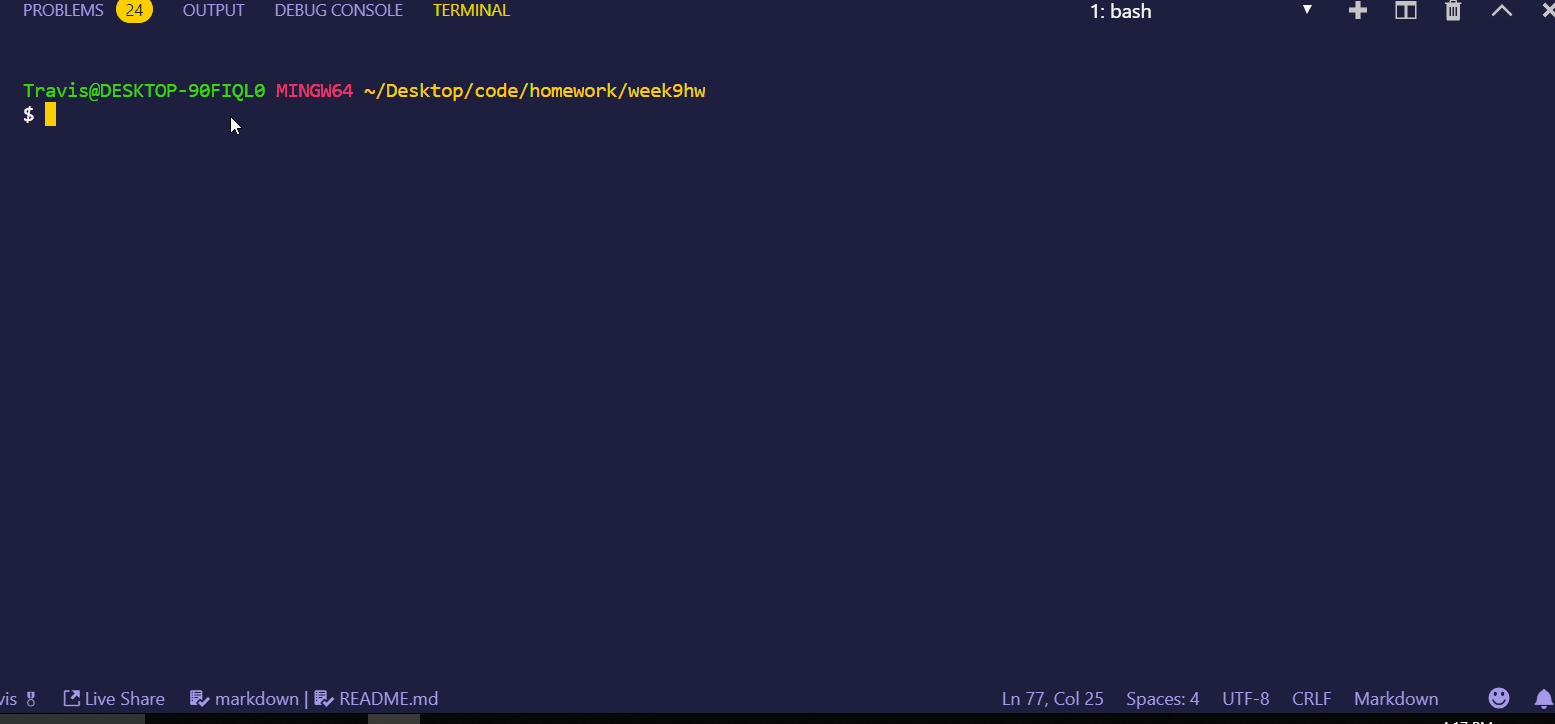 PROBLEMS 24 OUTPUT DEBUG CONSOLE TERMINAL 1: bash
Travis@DESKTOP-90FIQL0 MINGW64 ~/Desktop/code/homework/week9hw
$
vis Live Share markdown | README.md Ln 77, Col 25 Spaces: 4 UTF-8 CRLF Markdown